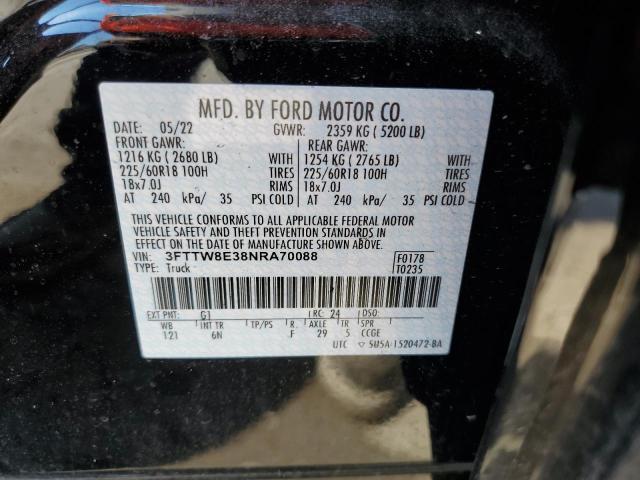 MFD. BY FORD MOTOR CO.
DATE: 05/22 GVWR: 2359 KG ( 5200 LB)
FRONT GAWR: REAR GAWR:
1216 KG ( 2680 LB) WITH 1254 KG ( 2765 LB) WITH
225/60R18 100H TIRES 225/60R18 100H TIRES
18x7.0J RIMS 18x7.0J RIMS
AT 240 kPa/ 35 PSI COLD AT 240 kPa/ 35 PSI COLD
THIS VEHICLE CONFORMS TO ALL APPLICABLE FEDERAL MOTOR
VEHICLE SAFETY AND THEFT PREVENTION STANDARDS IN
EFFECT ON THE DATE OF MANUFACTURE SHOWN ABOVE.
VIN: 3FTTW8E38NRA70088 F0178
TYPE: Truck T0235
EXT PNT: G1 RC: 24 DSO:
WB INT TR TP/PS R. AXLE TR SPR
121 6N F 29 5 CCGE
UTC 5U5A-1520472-BA